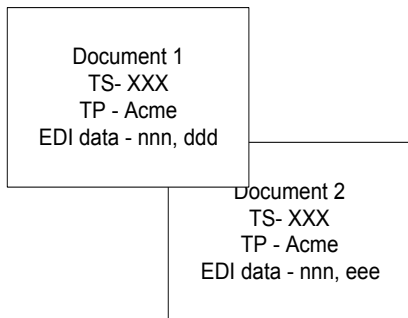 Document 1
TS- XXX
TP - Acme
EDI data - nnn, ddd
Document 2
TS- XXX
TP - Acme
EDI data - nnn, eee